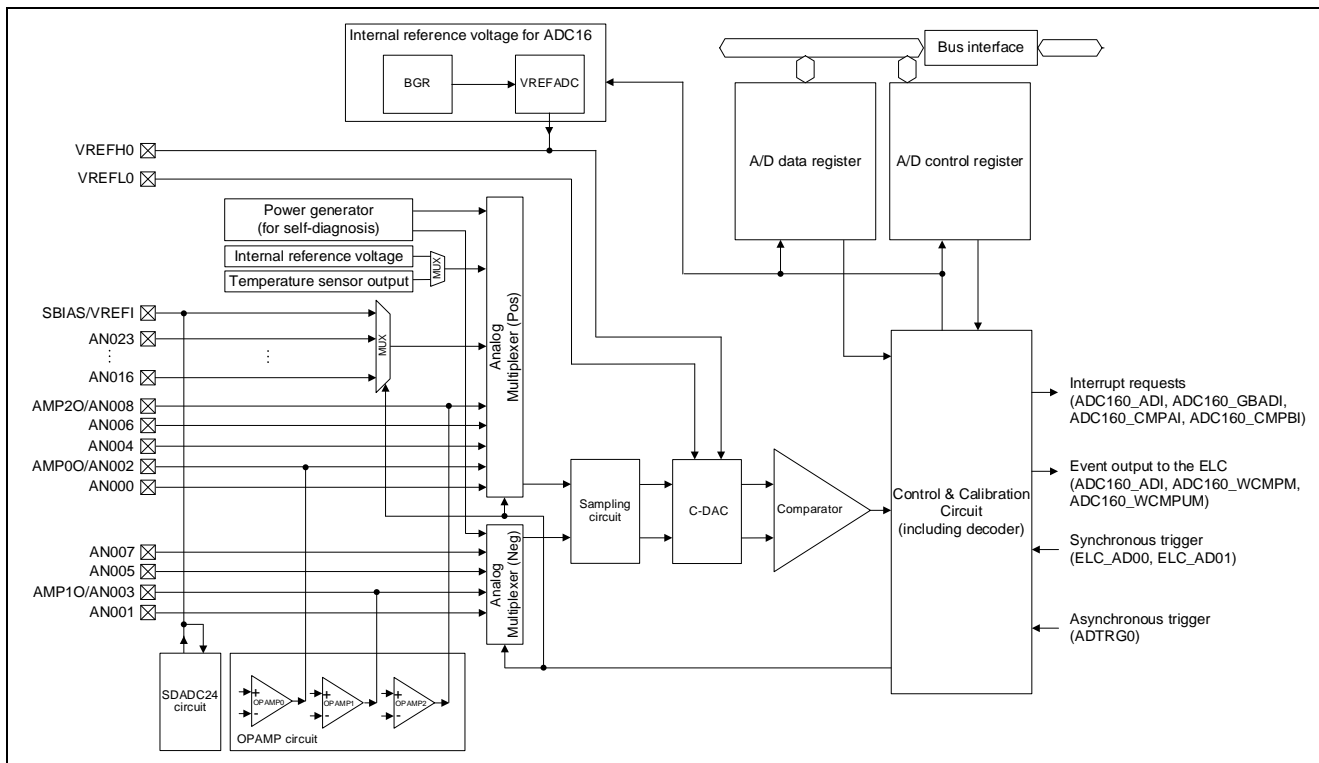 Internal reference voltage for ADC16
BGR
VREFADC
Bus interface
A/D data register
A/D control register
VREFH0
VREFL0
Power generator
(for self-diagnosis)
Internal reference voltage
Temperature sensor output
MUX
SBIAS/VREFI
AN023
AN016
MUX
AMP2O/AN008
AN006
AN004
AMP0O/AN002
AN000
Analog
Multiplexer (Pos)
AN007
AN005
AMP1O/AN003
AN001
Analog
Multiplexer (Neg)
Sampling
circuit
C-DAC
Comparator
Control & Calibration
Circuit
(including decoder)
Interrupt requests
(ADC160_ADI, ADC160_GBADI,
ADC160_CMPAI, ADC160_CMPBI)
Event output to the ELC
(ADC160_ADI, ADC160_WCMPM,
ADC160_WCMPUM)
Synchronous trigger
(ELC_AD00, ELC_AD01)
Asynchronous trigger
(ADTRG0)
SDADC24
circuit
+
-
OPAMP0
+
-
OPAMP1
+
-
OPAMP2
OPAMP circuit